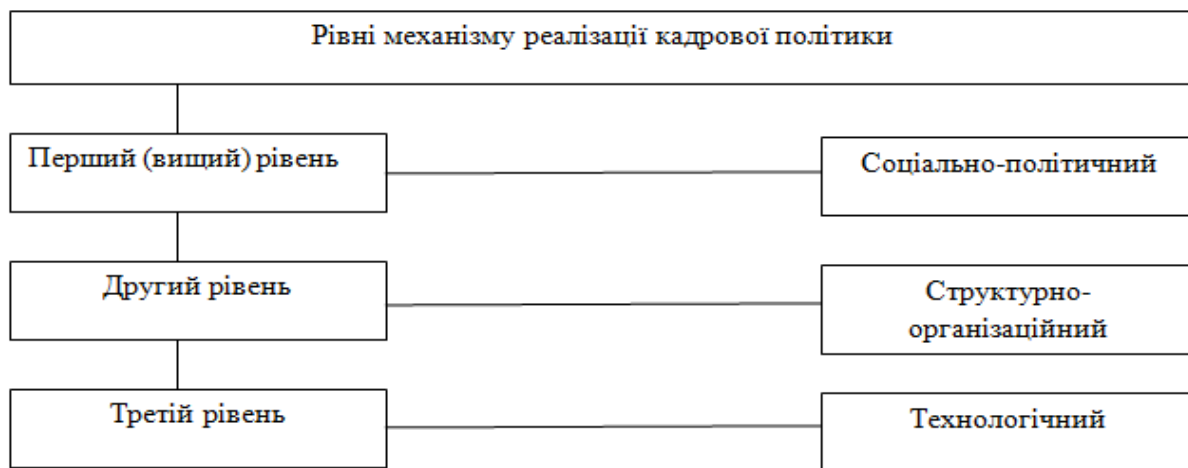 Рівні механізму реалізації кадрової політики
Перший (вищий) рівень
Соціально-політичний
Другий рівень
Структурно-
організаційний
Третій рівень
Технологічний